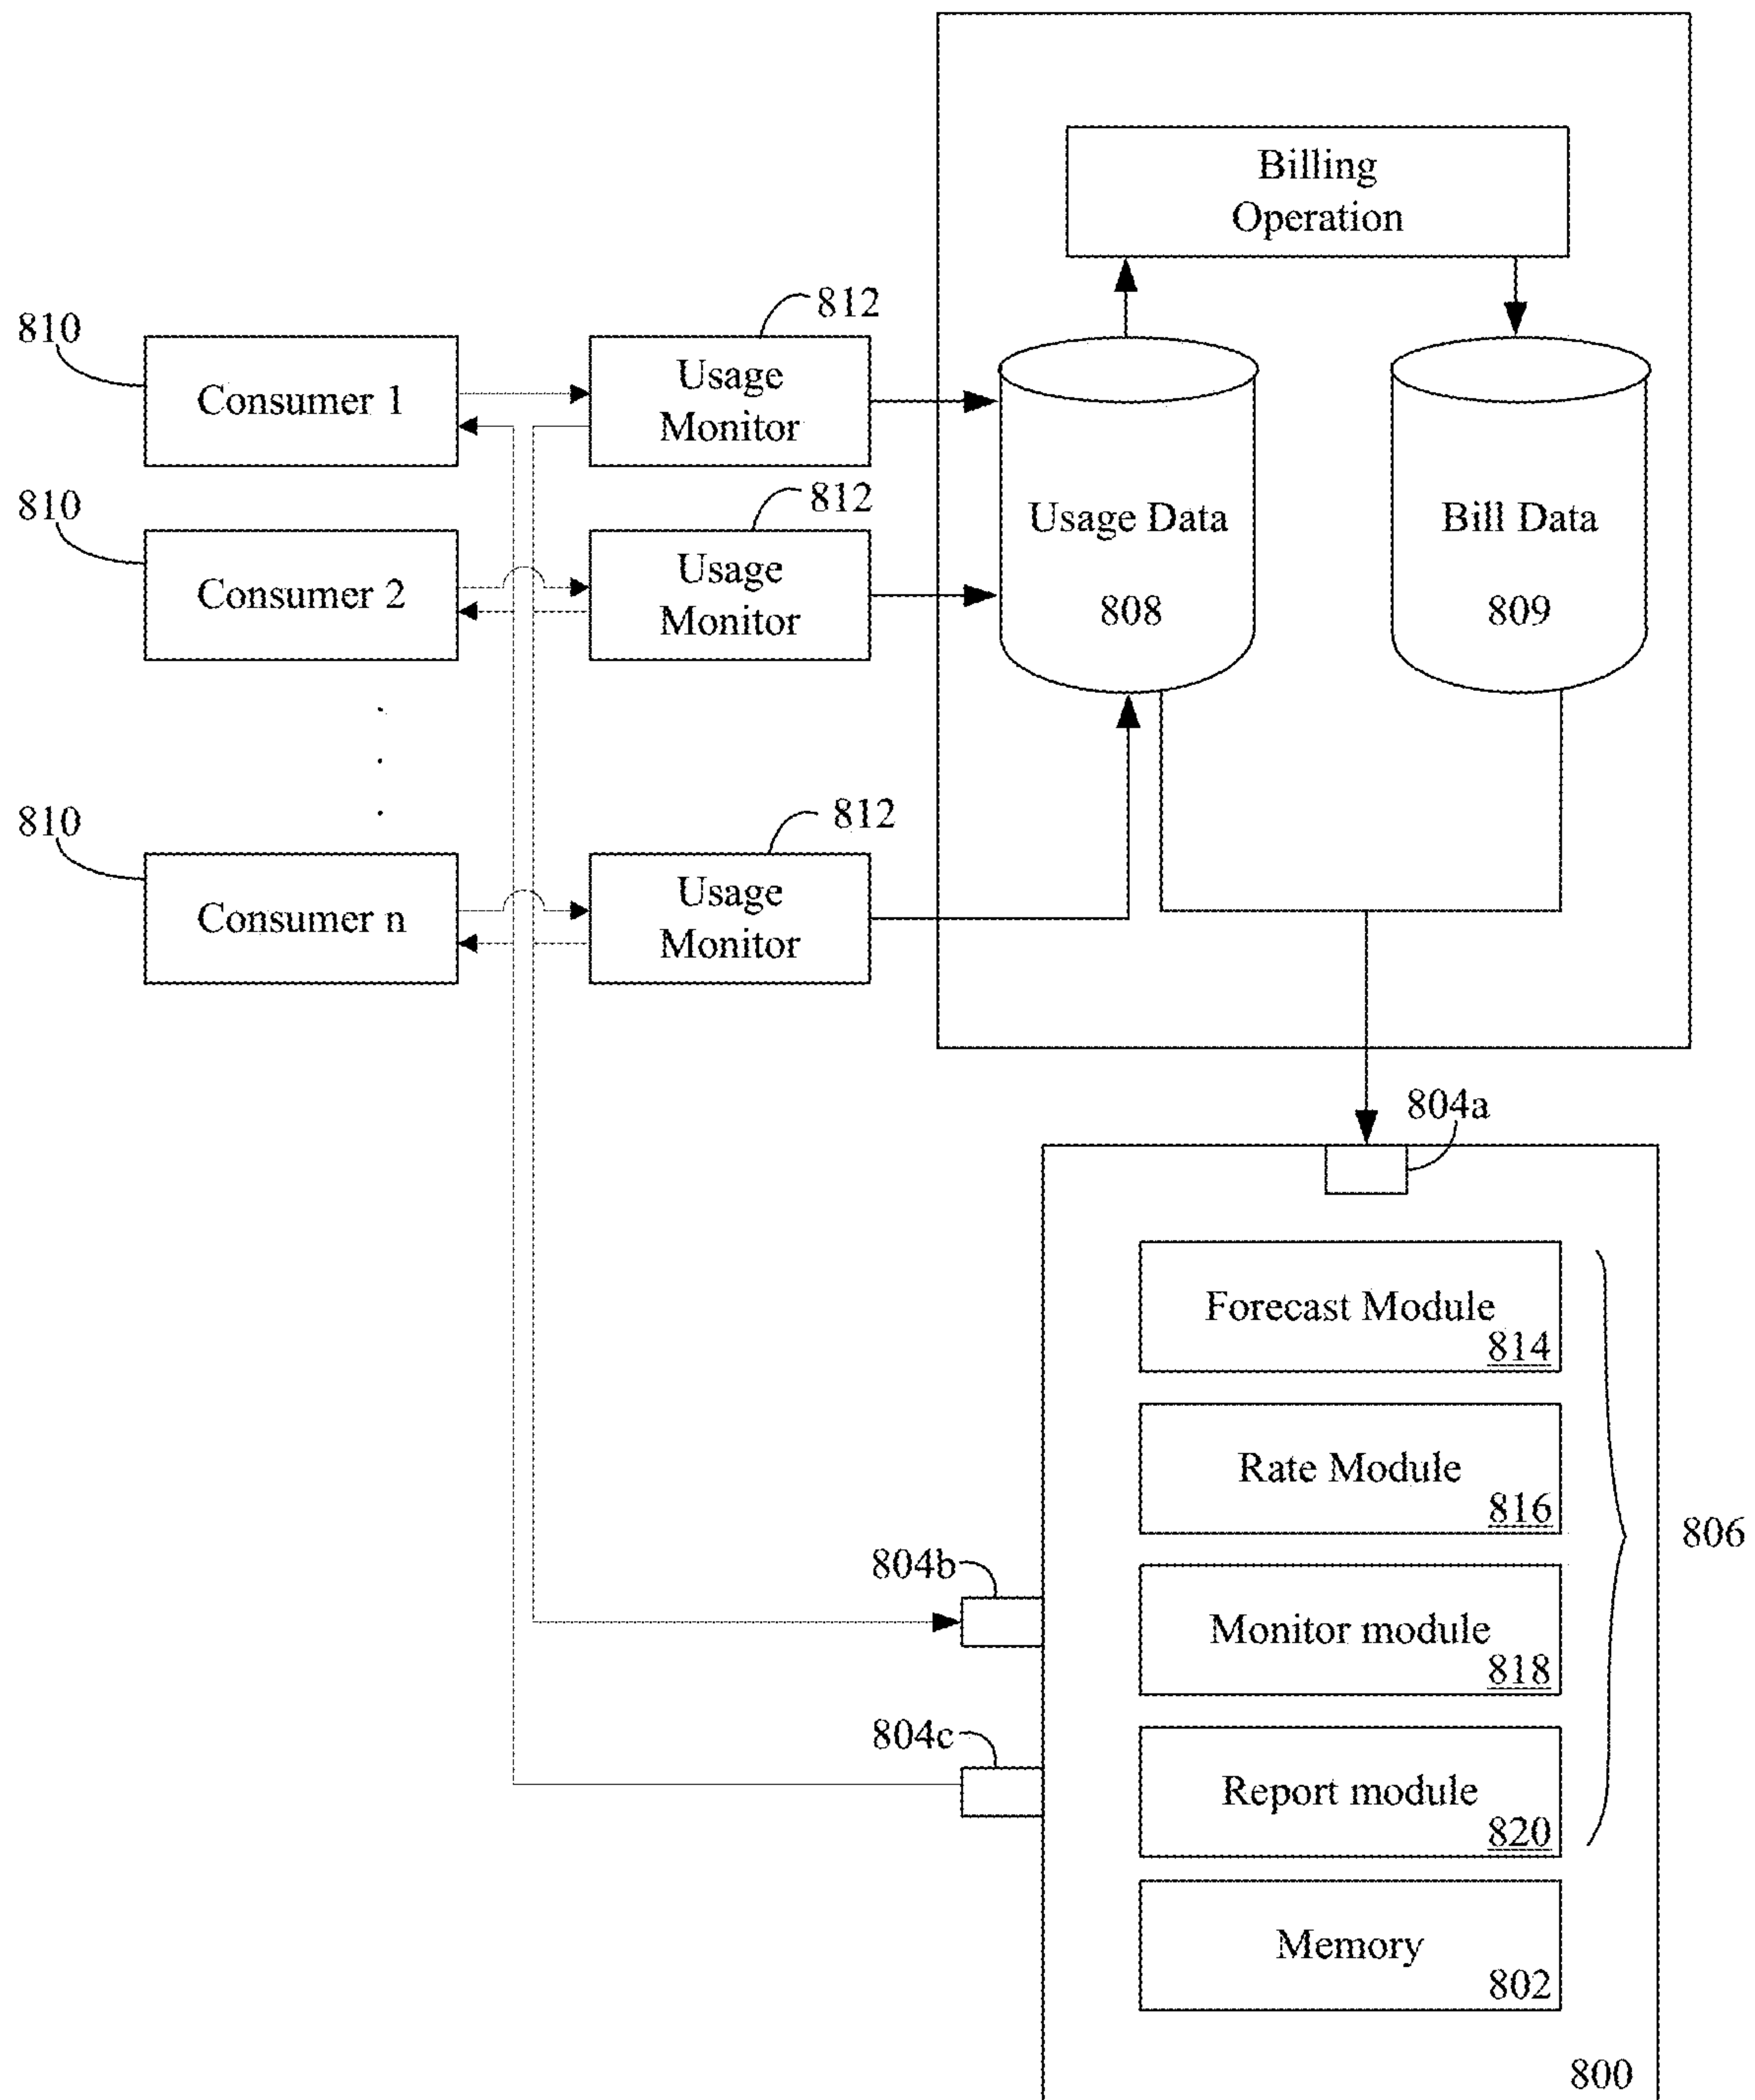 Billing
Operation
812
810
Consumer 1
Usage
Monitor
812
810
Consumer 2
Usage
Monitor
Usage Data
808
Bill Data
809
812
810
Consumer n
Usage
Monitor
804a
Forecast Module
814
Rate Module
816
806
804b
Monitor module
818
804c
Report module
820
Memory
802
800